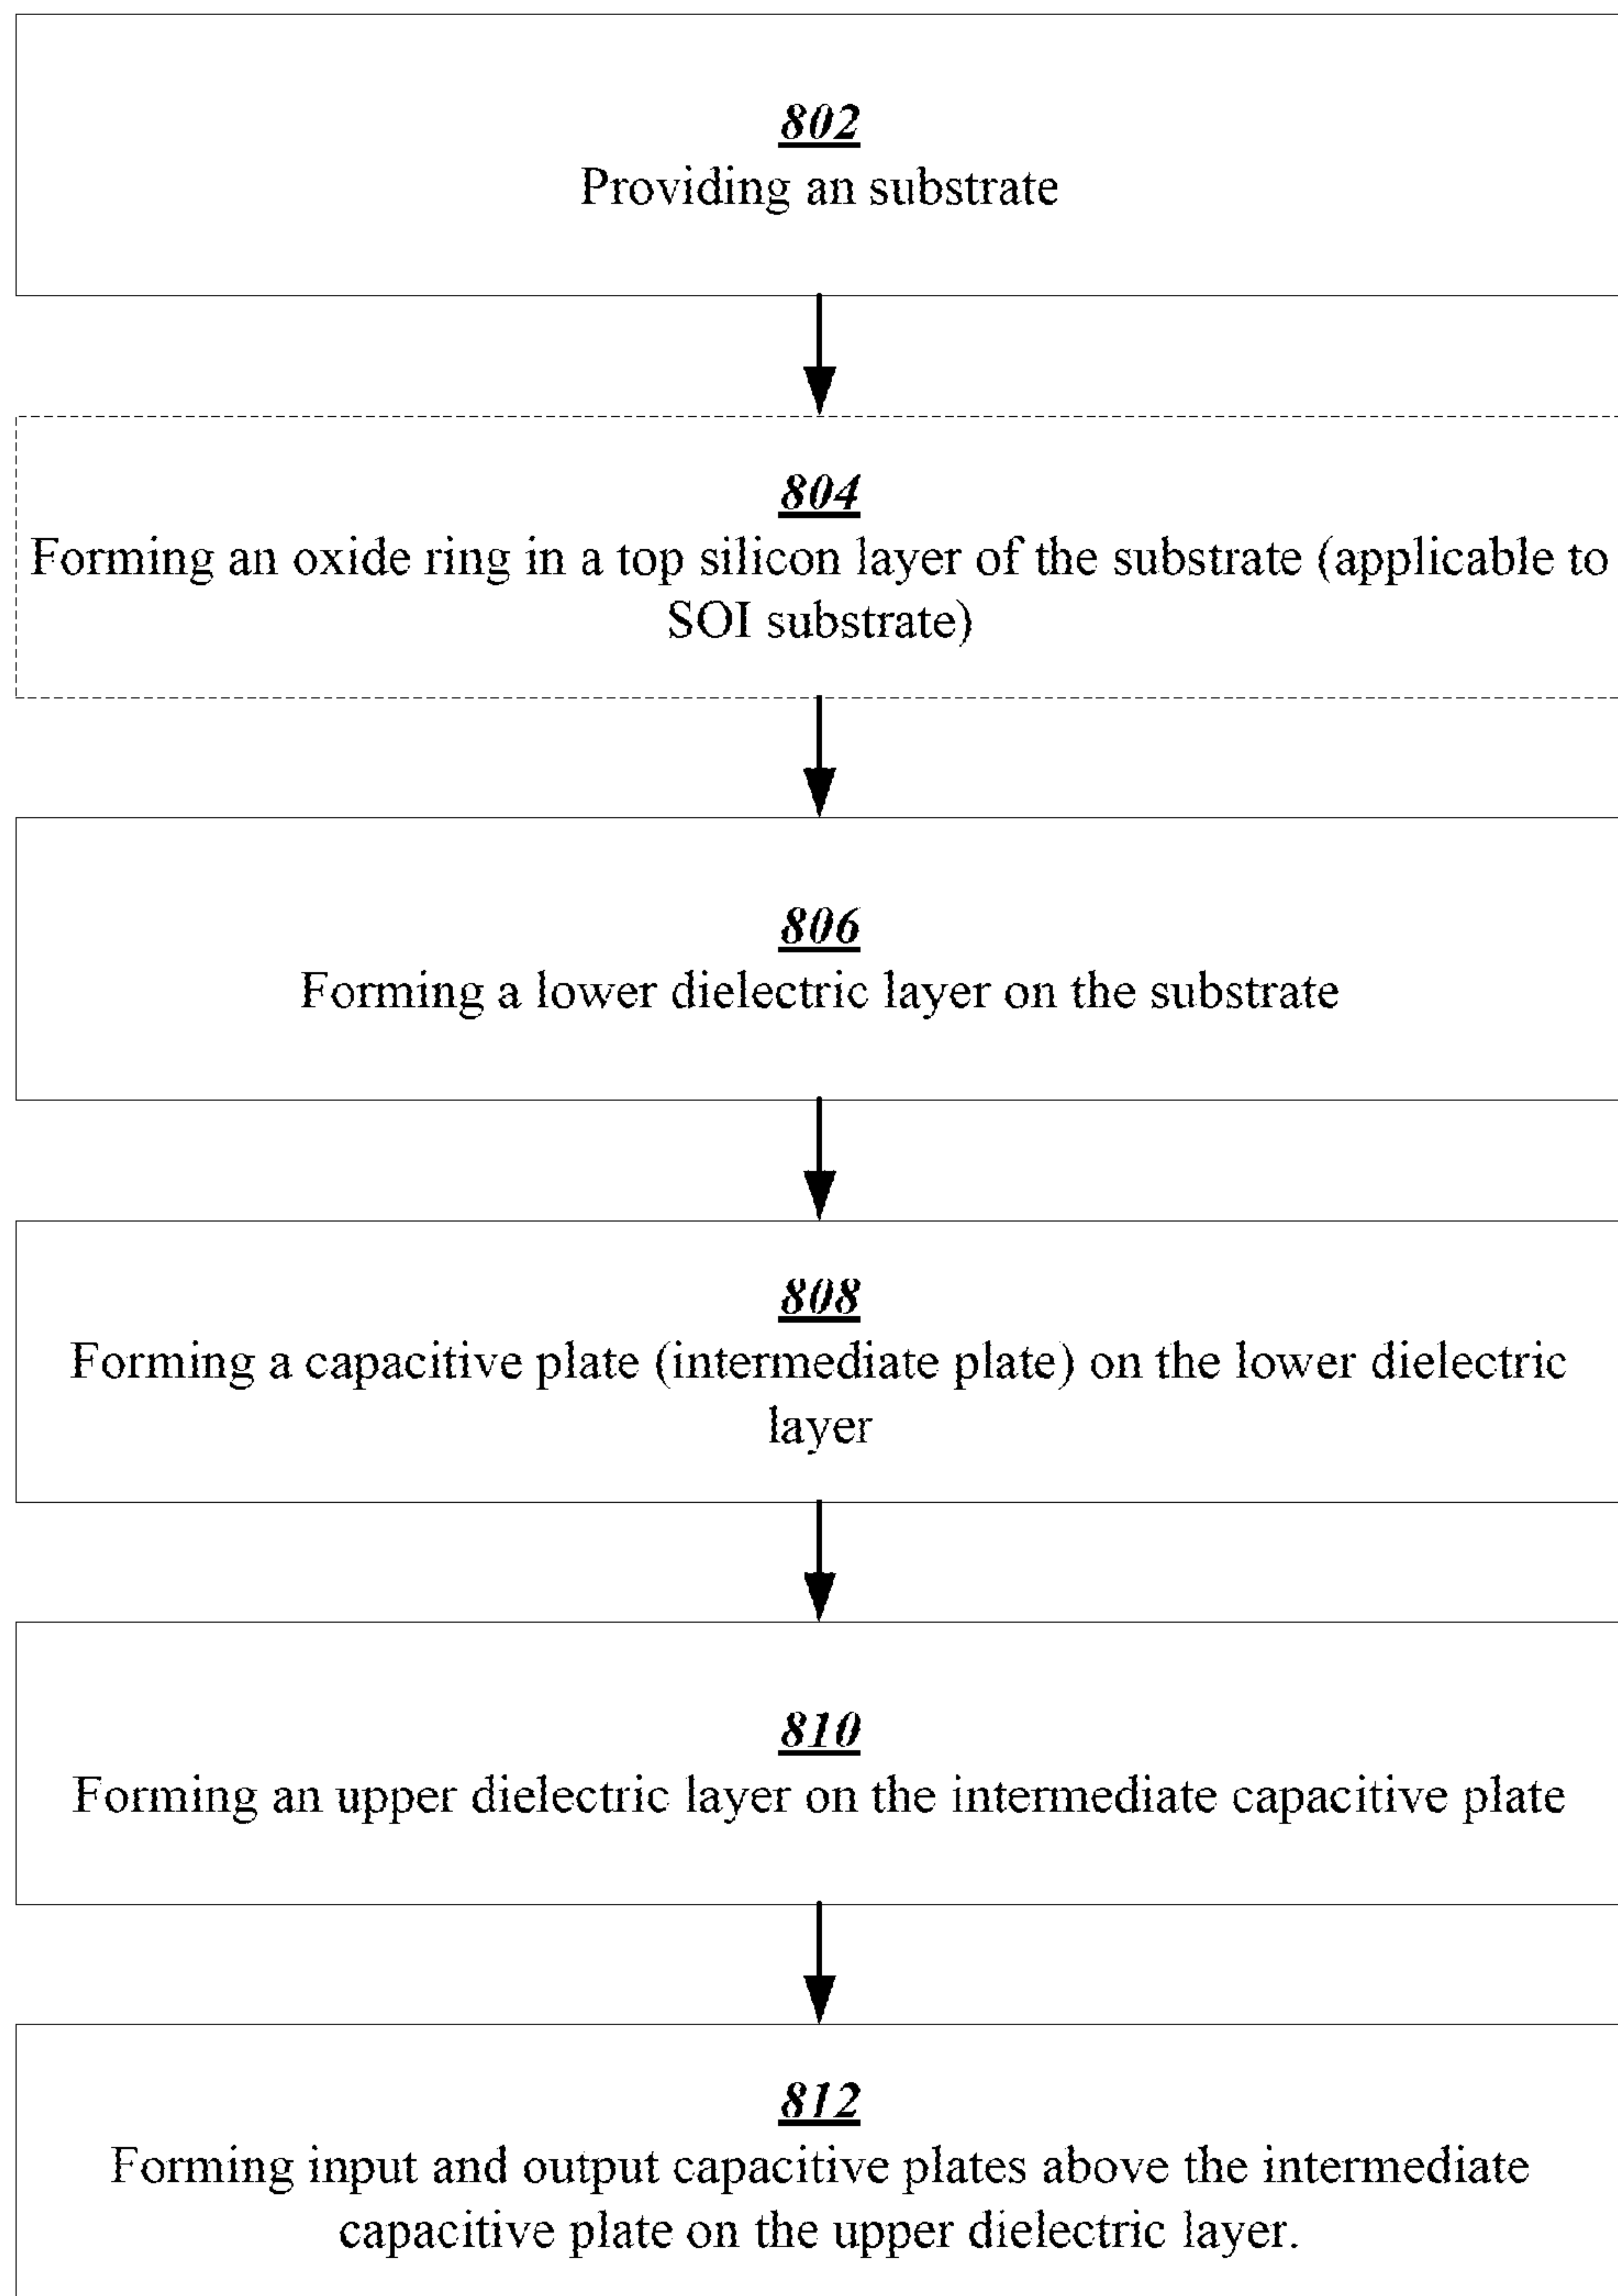 802
Providing an substrate
804
Forming an oxide ring in a top silicon layer of the substrate (applicable to
SOI substrate)
806
Forming a lower dielectric layer on the substrate
808
Forming a capacitive plate (intermediate plate) on the lower dielectric
layer
810
Forming an upper dielectric layer on the intermediate capacitive plate
812
Forming input and output capacitive plates above the intermediate
capacitive plate on the upper dielectric layer.